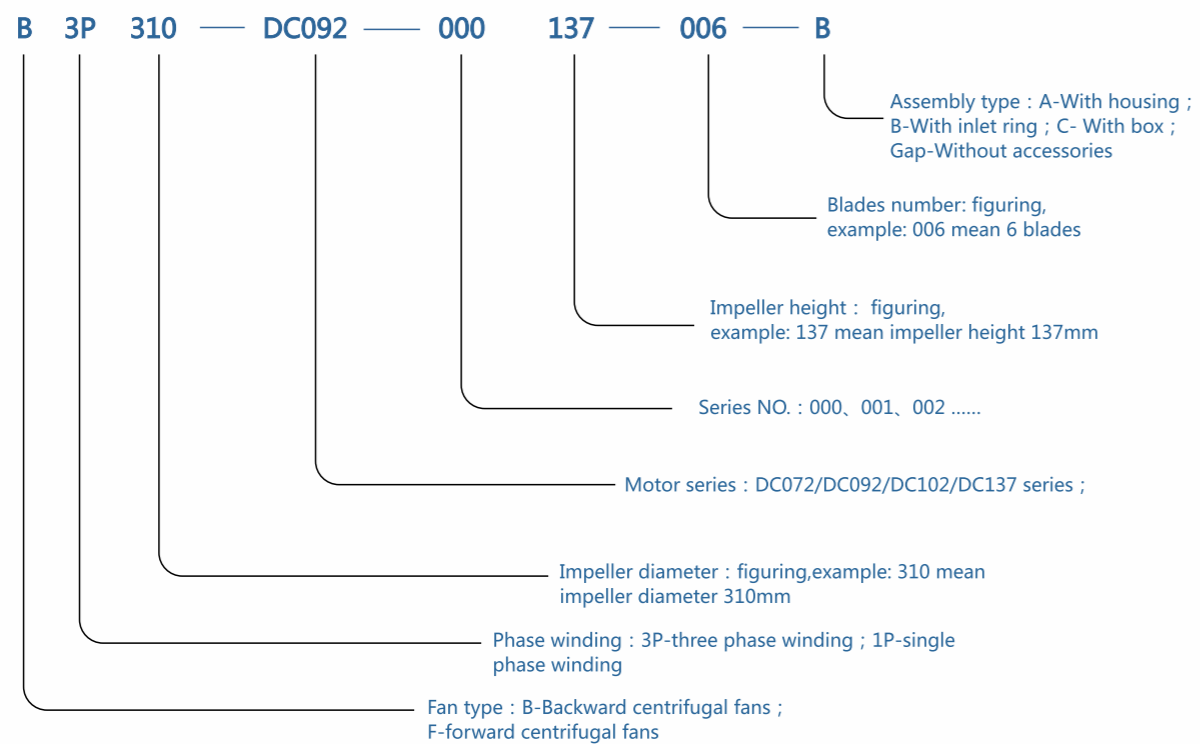 B 3P 310 — DC092 — 000 137 — 006 — B
Assembly type：A-With housing；
B-With inlet ring；C- With box；
Gap-Without accessories
Blades number: figuring,
example: 006 mean 6 blades
Impeller height： figuring,
example: 137 mean impeller height 137mm
Series NO.：000、001、002 ......
Motor series：DC072/DC092/DC102/DC137 series；
Impeller diameter：figuring,example: 310 mean
impeller diameter 310mm
Phase winding：3P-three phase winding；1P-single
phase winding
Fan type：B-Backward centrifugal fans；
F-forward centrifugal fans